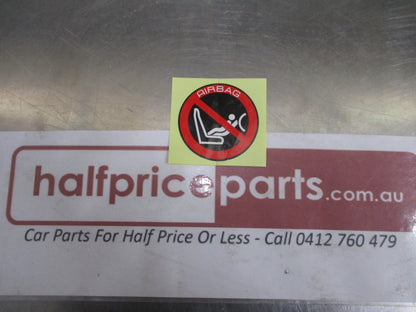 AIRBAG
halfpriceparts.com.au
Car Parts For Half Price Or Less - Call 0412 760 479